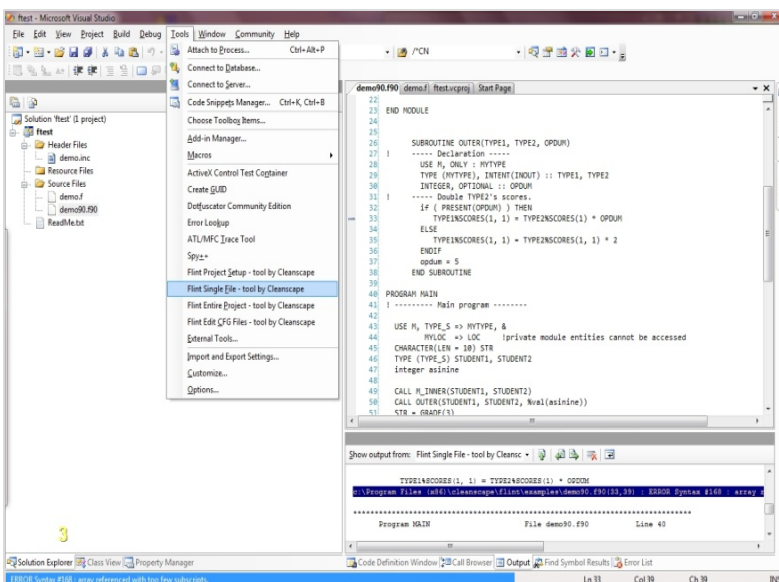 ftest - Microsoft Visual Studio
File Edit View Project Build Debug Tools Window Community Help
/*CN
Attach to Process... Ctrl+Alt+P
Connect to Database...
Connect to Server...
Code Snippets Manager... Ctrl+K, Ctrl+B
Choose Toolbox Items...
Add-in Manager...
Macros
ActiveX Control Test Container
Create GUID
Dotfuscator Community Edition
Error Lookup
ATL/MFC Trace Tool
Spy++
Flint Project Setup - tool by Cleanscape
Flint Single File - tool by Cleanscape
Flint Entire Project - tool by Cleanscape
Flint Edit CFG Files - tool by Cleanscape
External Tools...
Import and Export Settings...
Customize...
Options...
Solution 'ftest' (1 project)
ftest
Header Files
demo.inc
Resource Files
Source Files
demo.f
demo90.f90
ReadMe.txt
3
demo90.f90 demo.f ftest.vcproj Start Page
22
23 END MODULE
24
25
26 SUBROUTINE OUTER(TYPE1, TYPE2, OPDUM)
27 ! ----- Declaration -----
28 USE M, ONLY : MYTYPE
29 TYPE (MYTYPE), INTENT(INOUT) :: TYPE1, TYPE2
30 INTEGER, OPTIONAL :: OPDUM
31 ! ----- Double TYPE2's scores.
32 if ( PRESENT(OPDUM) ) THEN
33 TYPE1%SCORES(1, 1) = TYPE2%SCORES(1) * OPDUM
34 ELSE
35 TYPE1%SCORES(1, 1) = TYPE2%SCORES(1, 1) * 2
36 ENDIF
37 opdum = 5
38 END SUBROUTINE
39
40 PROGRAM MAIN
41 ! --------- Main program --------
42
43 USE M, TYPE_S => MYTYPE, &
44 MYLOC => LOC !private module entities cannot be accessed
45 CHARACTER(LEN = 10) STR
46 TYPE (TYPE_S) STUDENT1, STUDENT2
47 integer asinine
48
49 CALL M_INNER(STUDENT1, STUDENT2)
50 CALL OUTER(STUDENT1, STUDENT2, %val(asinine))
51 STR = GRADE(3)
Show output from: Flint Single File - tool by Cleansc
TYPE1%SCORES(1, 1) = TYPE2%SCORES(1) * OPDUM
c:\Program Files (x86)\cleanscape\flint\examples\demo90.f90(33,39) : ERROR Syntax #168 : array
Program MAIN File demo90.f90 Line 40
Solution Explorer Class View Property Manager
Code Definition Window Call Browser Output Find Symbol Results Error List
ERROR Syntax #168 : array referenced with too few subscripts. Ln 33 Col 39 Ch 39